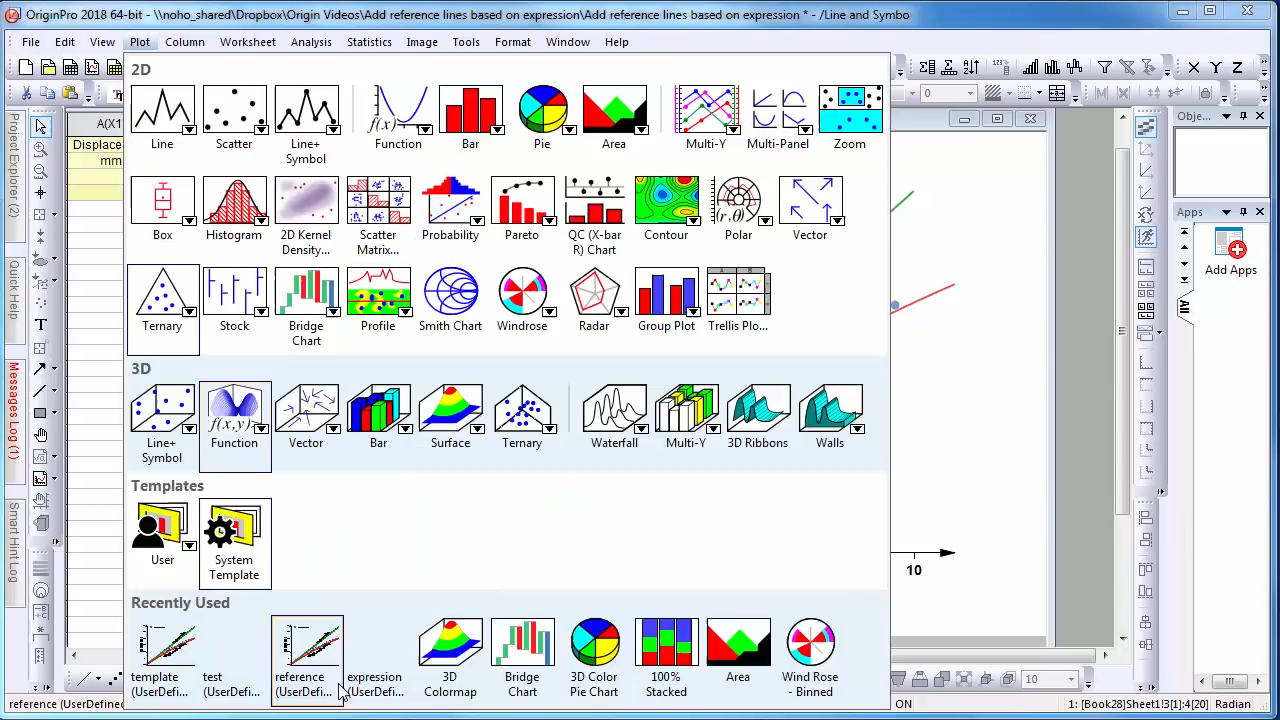 OriginPro 2018 64-bit - \\noho_shared\Dropbox\Origin Videos\Add reference lines based on expression\Add reference lines based on expression * - /Line and Symbo
File Edit View Plot Column Worksheet Analysis Statistics Image Tools Format Window Help
2D
Line Scatter Line+ Symbol Function Bar Pie Area Multi-Y Multi-Panel Zoom
Box Histogram 2D Kernel Density... Scatter Matrix... Probability Pareto QC (X-bar R) Chart Contour Polar Vector
Ternary Stock Bridge Chart Profile Smith Chart Windrose Radar Group Plot Trellis Plo...
3D
Line+ Symbol Function Vector Bar Surface Ternary Waterfall Multi-Y 3D Ribbons Walls
Templates
User System Template
Recently Used
template (UserDefi... test (UserDefi... reference (UserDefi... expression (UserDefi... 3D Colormap Bridge Chart 3D Color Pie Chart 100% Stacked Area Wind Rose - Binned
A(X1
Displace
mm
Project Explorer (2)
Quick Help
Messages Log (1)
Smart Hint Log
0
10
10
Obje...
Apps
Add Apps
All
reference (UserDefined
ON
1: [Book28]Sheet1!3[1]:4[20] Radian